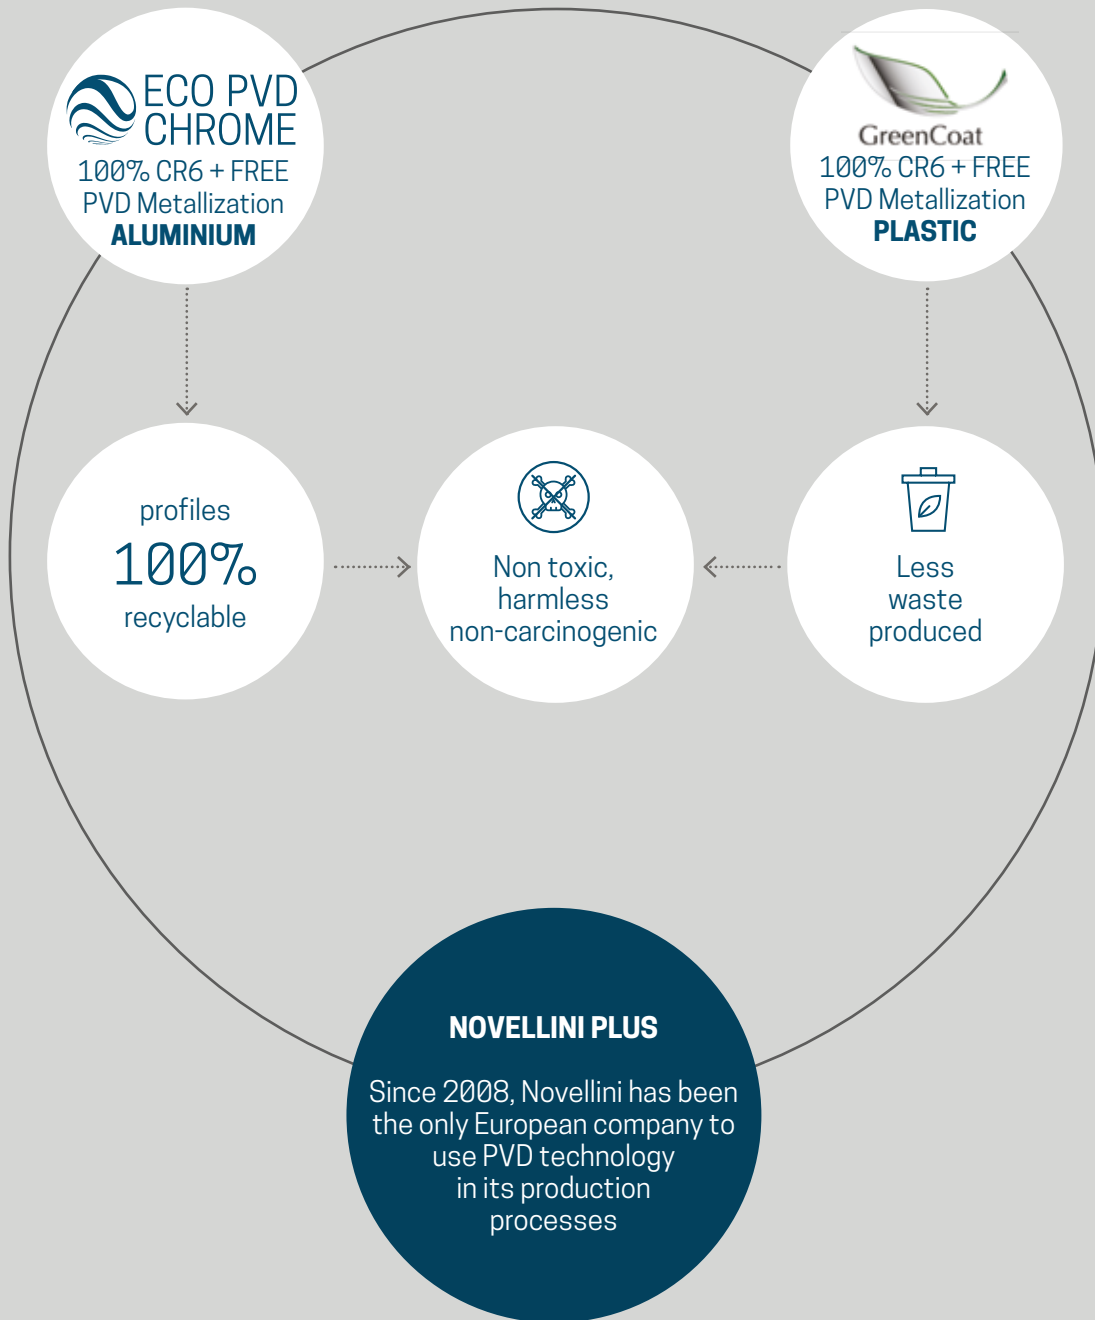 ECO PVD
CHROME
100% CR6 + FREE
PVD Metallization
ALUMINIUM
GreenCoat
100% CR6 + FREE
PVD Metallization
PLASTIC
profiles
100%
recyclable
Non toxic,
harmless
non-carcinogenic
Less
waste
produced
NOVELLINI PLUS
Since 2008, Novellini has been
the only European company to
use PVD technology
in its production
processes